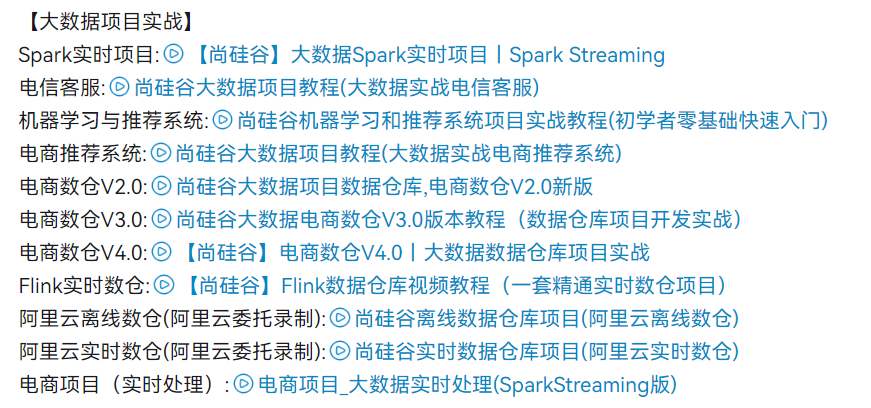 【大数据项目实战】
Spark实时项目:【尚硅谷】大数据Spark实时项目丨Spark Streaming
电信客服:尚硅谷大数据项目教程(大数据实战电信客服)
机器学习与推荐系统:尚硅谷机器学习和推荐系统项目实战教程(初学者零基础快速入门)
电商推荐系统:尚硅谷大数据项目教程(大数据实战电商推荐系统)
电商数仓V2.0:尚硅谷大数据项目数据仓库,电商数仓V2.0新版
电商数仓V3.0:尚硅谷大数据电商数仓V3.0版本教程（数据仓库项目开发实战）
电商数仓V4.0:【尚硅谷】电商数仓V4.0丨大数据数据仓库项目实战
Flink实时数仓:【尚硅谷】Flink数据仓库视频教程（一套精通实时数仓项目）
阿里云离线数仓(阿里云委托录制):尚硅谷离线数据仓库项目(阿里云离线数仓)
阿里云实时数仓(阿里云委托录制):尚硅谷实时数据仓库项目(阿里云实时数仓)
电商项目（实时处理）:电商项目_大数据实时处理(SparkStreaming版)